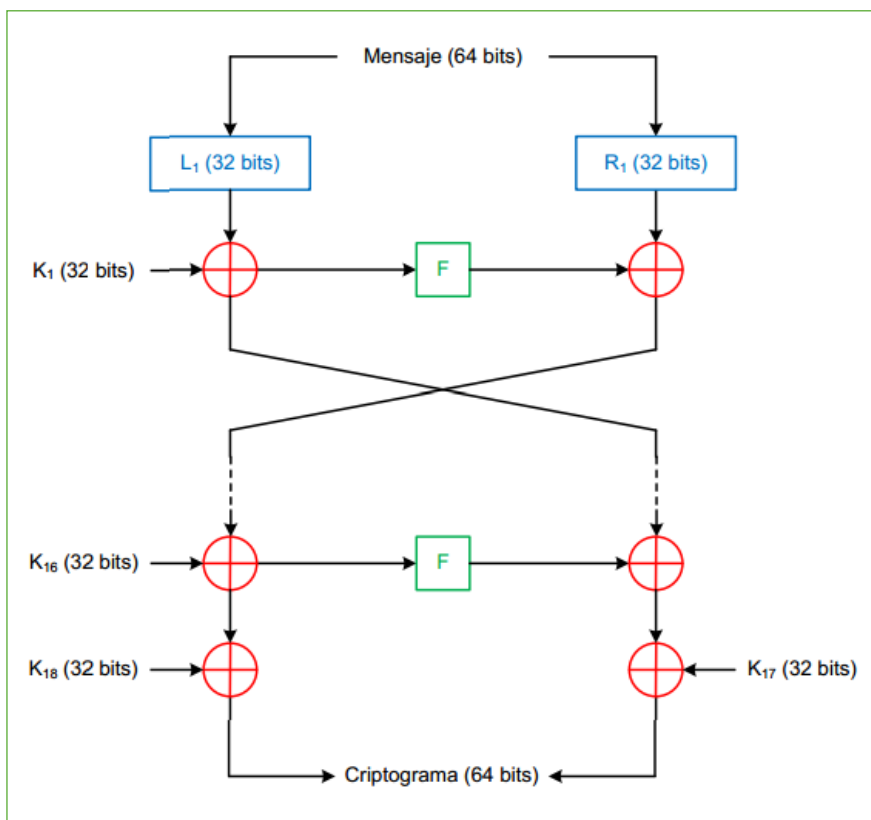 Mensaje (64 bits)
L₁ (32 bits)
R₁ (32 bits)
K₁ (32 bits)
F
K₁₆ (32 bits)
F
K₁₈ (32 bits)
K₁₇ (32 bits)
Criptograma (64 bits)